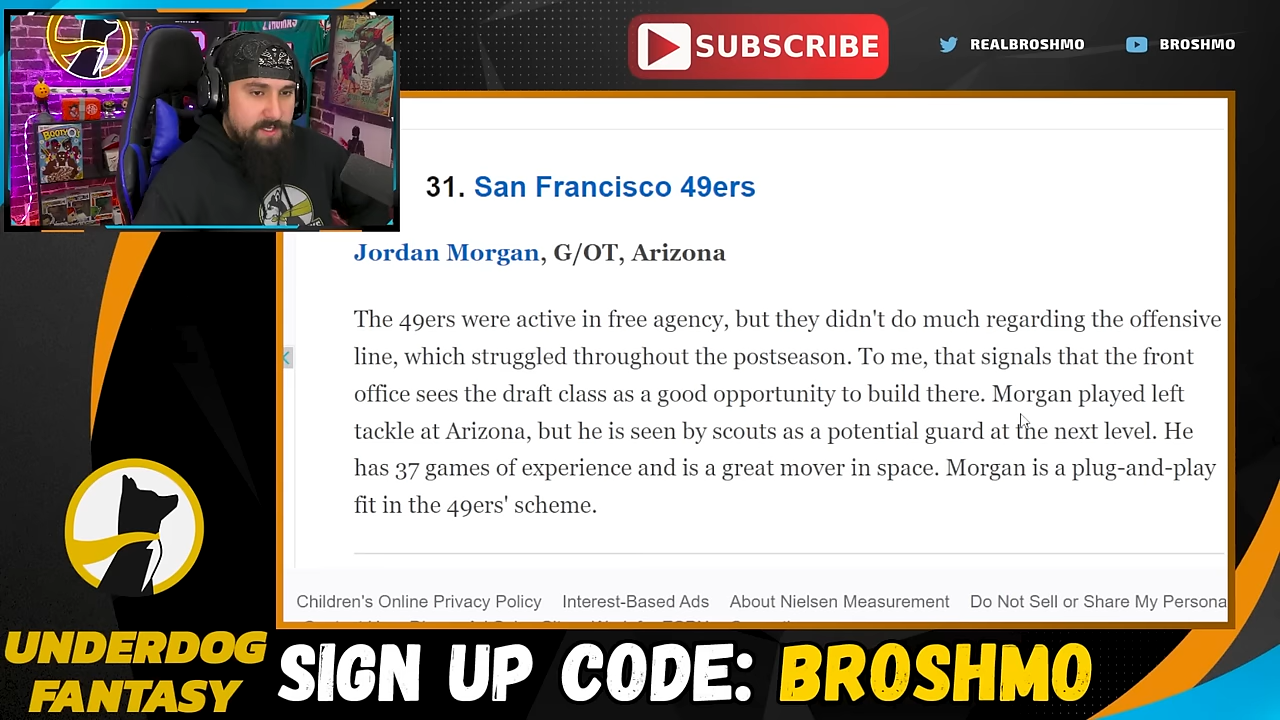 SUBSCRIBE
REALBROSHMO
BROSHMO
31. San Francisco 49ers
Jordan Morgan, G/OT, Arizona
The 49ers were active in free agency, but they didn't do much regarding the offensive
line, which struggled throughout the postseason. To me, that signals that the front
office sees the draft class as a good opportunity to build there. Morgan played left
tackle at Arizona, but he is seen by scouts as a potential guard at the next level. He
has 37 games of experience and is a great mover in space. Morgan is a plug-and-play
fit in the 49ers' scheme.
Children's Online Privacy Policy Interest-Based Ads About Nielsen Measurement Do Not Sell or Share My Persona
UNDERDOG
FANTASY
SIGN UP CODE: BROSHMO